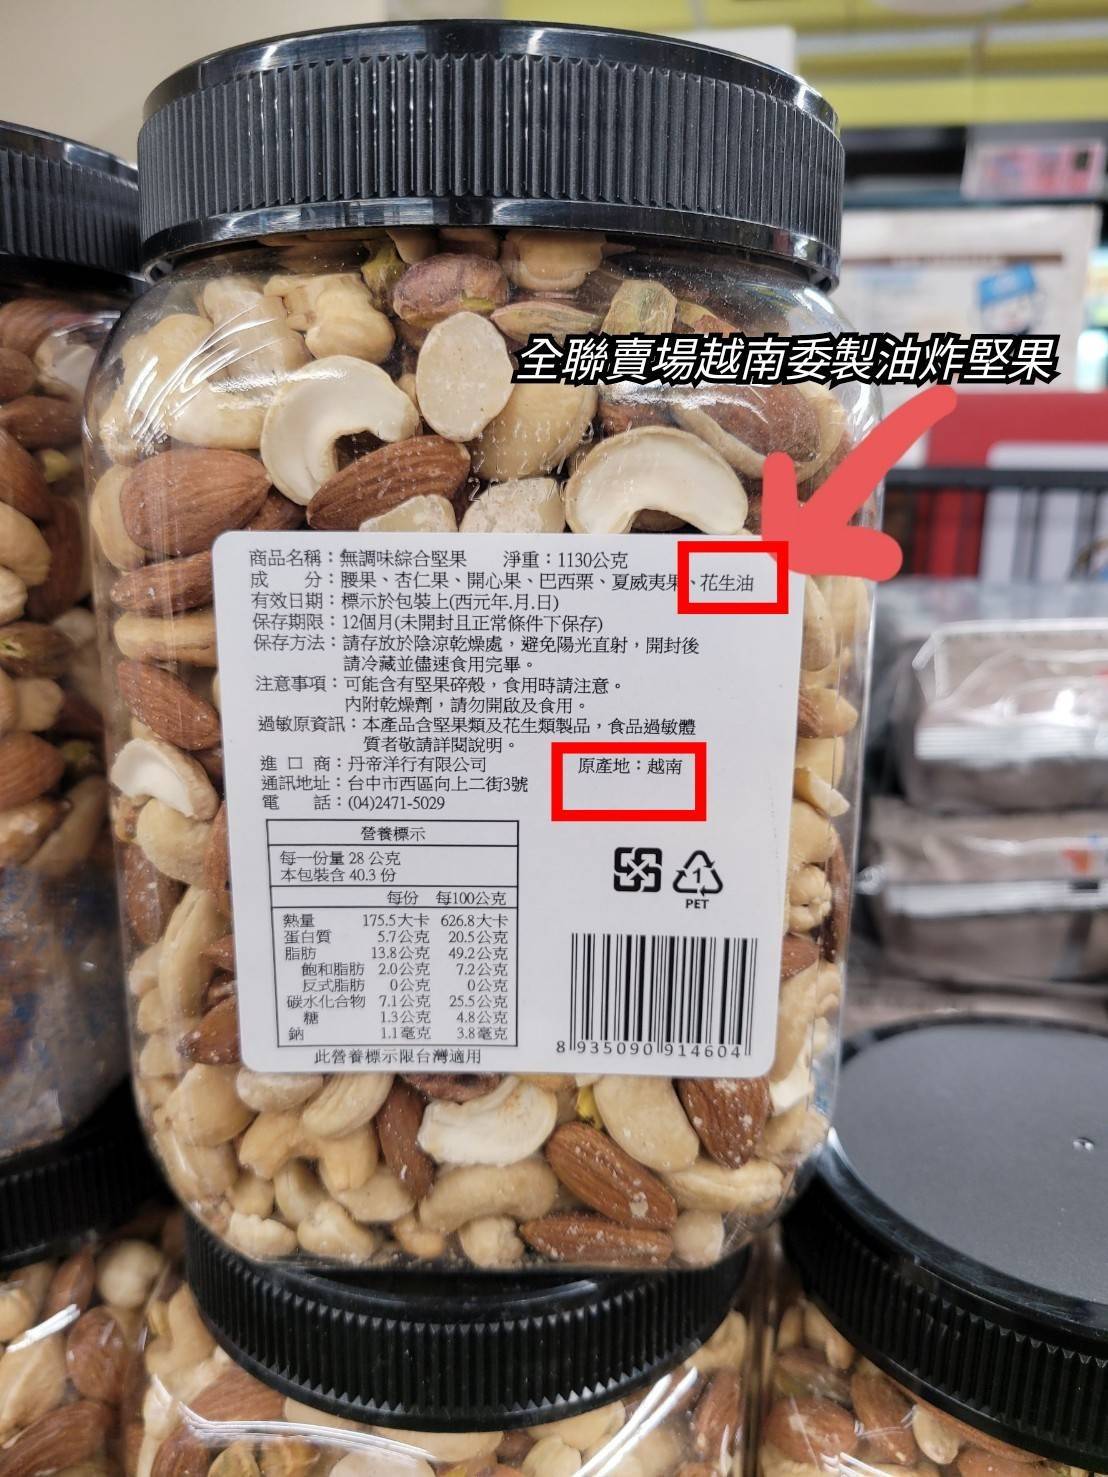 全聯賣場越南委製油炸堅果
商品名稱：無調味綜合堅果 淨重：1130公克
成 分：腰果、杏仁果、開心果、巴西栗、夏威夷果、花生油
有效日期：標示於包裝上(西元年.月.日)
保存期限：12個月(未開封且正常條件下保存)
保存方法：請存放於陰涼乾燥處，避免陽光直射，開封後
請冷藏並儘速食用完畢。
注意事項：可能含有堅果碎殼，食用時請注意。
內附乾燥劑，請勿開啟及食用。
過敏原資訊：本產品含堅果類及花生類製品，食品過敏體
質者敬請詳閱說明。
進 口 商：丹帝洋行有限公司 原產地：越南
通訊地址：台中市西區向上二街3號
電 話：(04)2471-5029
營養標示
每一份量 28 公克
本包裝含 40.3 份
每份 每100公克
熱量 175.5大卡 626.8大卡
蛋白質 5.7公克 20.5公克
脂肪 13.8公克 49.2公克
飽和脂肪 2.0公克 7.2公克
反式脂肪 0公克 0公克
碳水化合物 7.1公克 25.5公克
糖 1.3公克 4.8公克
鈉 1.1毫克 3.8毫克
此營養標示限台灣適用
1
PET
8 935090 914604